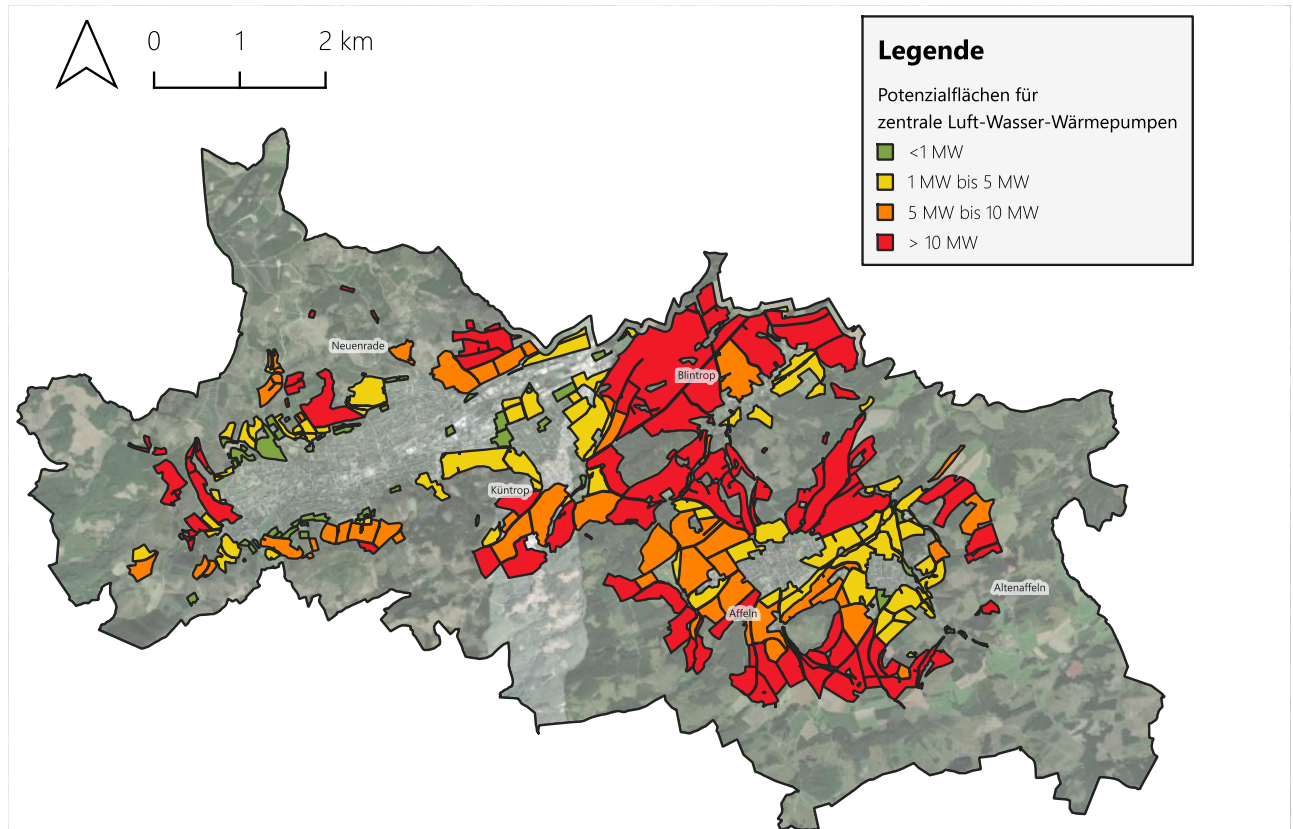 0 1 2 km
Legende
Potenzialflächen für
zentrale Luft-Wasser-Wärmepumpen
<1 MW
1 MW bis 5 MW
5 MW bis 10 MW
> 10 MW
Neuenrade
Blintrop
Küntrop
Altenaffeln
Affeln